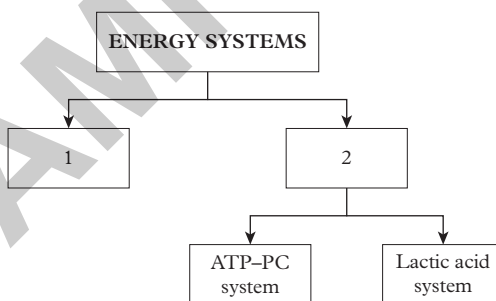 ENERGY SYSTEMS
1
2
ATP–PC
system
Lactic acid
system